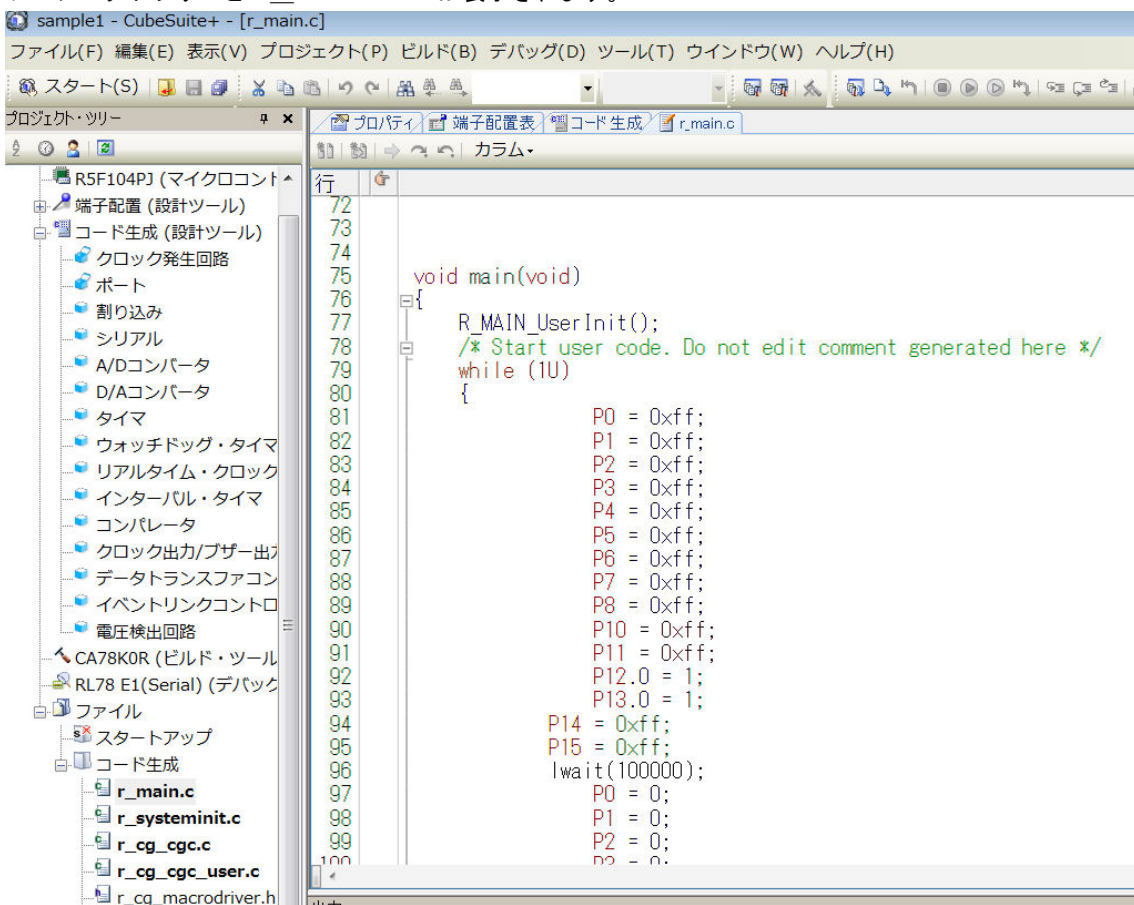 sample1 - CubeSuite+ - [r_main.c]
ファイル(F) 編集(E) 表示(V) プロジェクト(P) ビルド(B) デバッグ(D) ツール(T) ウインドウ(W) ヘルプ(H)
スタート(S)
プロジェクト・ツリー
プロパティ 端子配置表 コード生成 r_main.c
カラム
行
R5F104PJ (マイクロコント
端子配置 (設計ツール)
コード生成 (設計ツール)
クロック発生回路
ポート
割り込み
シリアル
A/Dコンバータ
D/Aコンバータ
タイマ
ウォッチドッグ・タイマ
リアルタイム・クロック
インターバル・タイマ
コンパレータ
クロック出力/ブザー出力
データトランスファコン
イベントリンクコントロ
電圧検出回路
CA78K0R (ビルド・ツール
RL78 E1(Serial) (デバッグ
ファイル
スタートアップ
コード生成
r_main.c
r_systeminit.c
r_cg_cgc.c
r_cg_cgc_user.c
r_cg_macrodriver.h
72
73
74
75 void main(void)
76 {
77 R_MAIN_UserInit();
78 /* Start user code. Do not edit comment generated here */
79 while (1U)
80 {
81 P0 = 0xff;
82 P1 = 0xff;
83 P2 = 0xff;
84 P3 = 0xff;
85 P4 = 0xff;
86 P5 = 0xff;
87 P6 = 0xff;
88 P7 = 0xff;
89 P8 = 0xff;
90 P10 = 0xff;
91 P11 = 0xff;
92 P12.0 = 1;
93 P13.0 = 1;
94 P14 = 0xff;
95 P15 = 0xff;
96 lwait(100000);
97 P0 = 0;
98 P1 = 0;
99 P2 = 0;
100 P3 = 0;